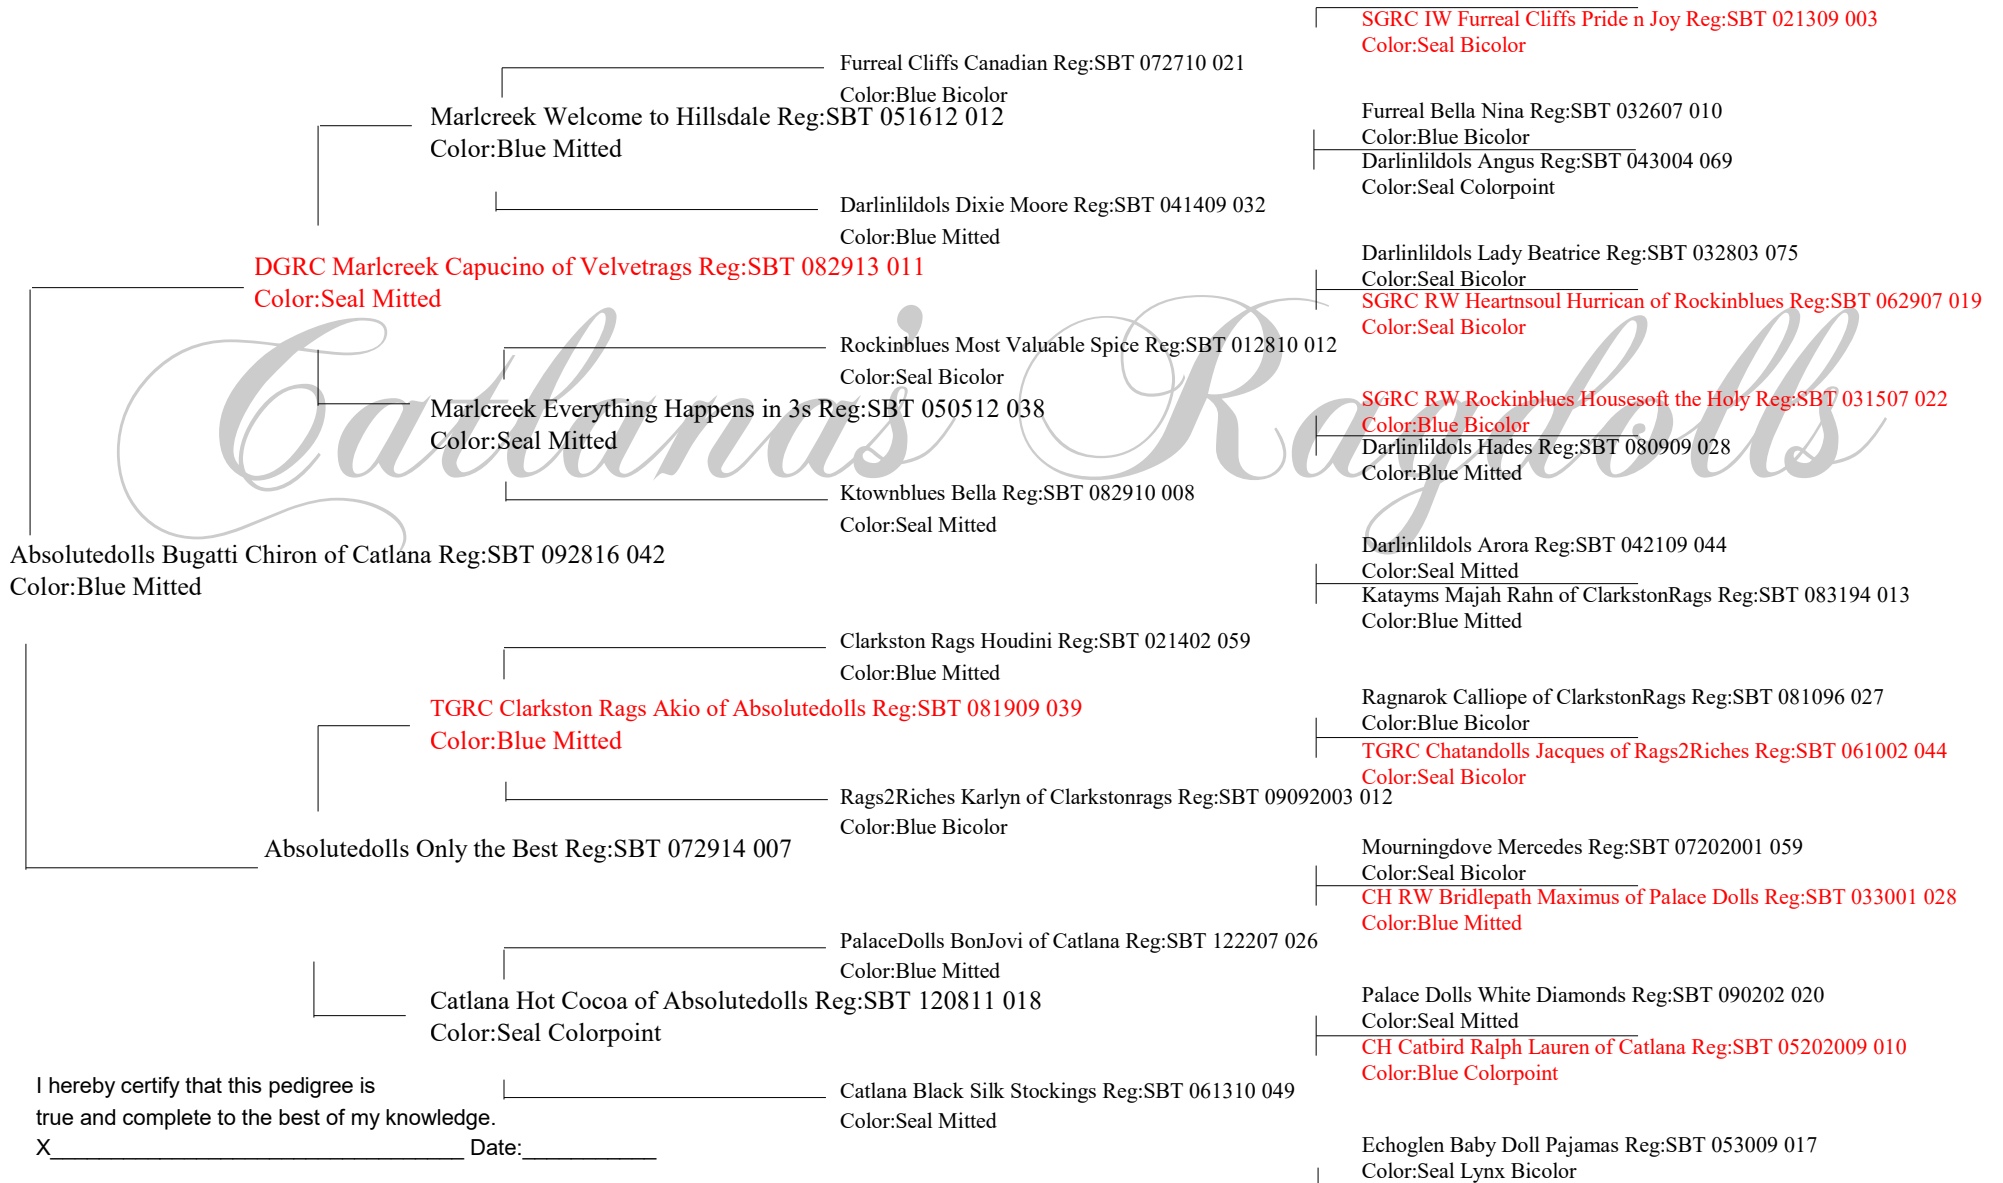 SGRC IW Furreal Cliffs Pride n Joy Reg:SBT 021309 003
Color:Seal Bicolor
Furreal Cliffs Canadian Reg:SBT 072710 021
Color:Blue Bicolor
Furreal Bella Nina Reg:SBT 032607 010
Color:Blue Bicolor
Marlcreek Welcome to Hillsdale Reg:SBT 051612 012
Color:Blue Mitted
Darlinlildols Angus Reg:SBT 043004 069
Color:Seal Colorpoint
Darlinlildols Dixie Moore Reg:SBT 041409 032
Color:Blue Mitted
Darlinlildols Lady Beatrice Reg:SBT 032803 075
Color:Seal Bicolor
DGRC Marlcreek Capucino of Velvetrags Reg:SBT 082913 011
Color:Seal Mitted
SGRC RW Heartnsoul Hurrican of Rockinblues Reg:SBT 062907 019
Color:Seal Bicolor
Rockinblues Most Valuable Spice Reg:SBT 012810 012
Color:Seal Bicolor
SGRC RW Rockinblues Housesoft the Holy Reg:SBT 031507 022
Color:Blue Bicolor
Marlcreek Everything Happens in 3s Reg:SBT 050512 038
Color:Seal Mitted
Catlanas' Ragdolls
Darlinlildols Hades Reg:SBT 080909 028
Color:Blue Mitted
Ktownblues Bella Reg:SBT 082910 008
Color:Seal Mitted
Darlinlildols Arora Reg:SBT 042109 044
Color:Seal Mitted
Absolutedolls Bugatti Chiron of Catlana Reg:SBT 092816 042
Color:Blue Mitted
Katayms Majah Rahn of ClarkstonRags Reg:SBT 083194 013
Color:Blue Mitted
Clarkston Rags Houdini Reg:SBT 021402 059
Color:Blue Mitted
Ragnarok Calliope of ClarkstonRags Reg:SBT 081096 027
Color:Blue Bicolor
TGRC Clarkston Rags Akio of Absolutedolls Reg:SBT 081909 039
Color:Blue Mitted
TGRC Chatandolls Jacques of Rags2Riches Reg:SBT 061002 044
Color:Seal Bicolor
Rags2Riches Karlyn of Clarkstonrags Reg:SBT 09092003 012
Color:Blue Bicolor
Mourningdove Mercedes Reg:SBT 07202001 059
Color:Seal Bicolor
Absolutedolls Only the Best Reg:SBT 072914 007
CH RW Bridlepath Maximus of Palace Dolls Reg:SBT 033001 028
Color:Blue Mitted
PalaceDolls BonJovi of Catlana Reg:SBT 122207 026
Color:Blue Mitted
Palace Dolls White Diamonds Reg:SBT 090202 020
Color:Seal Mitted
Catlana Hot Cocoa of Absolutedolls Reg:SBT 120811 018
Color:Seal Colorpoint
CH Catbird Ralph Lauren of Catlana Reg:SBT 05202009 010
Color:Blue Colorpoint
Catlana Black Silk Stockings Reg:SBT 061310 049
Color:Seal Mitted
Echoglen Baby Doll Pajamas Reg:SBT 053009 017
Color:Seal Lynx Bicolor
I hereby certify that this pedigree is
true and complete to the best of my knowledge.
X__________________________________ Date:___________